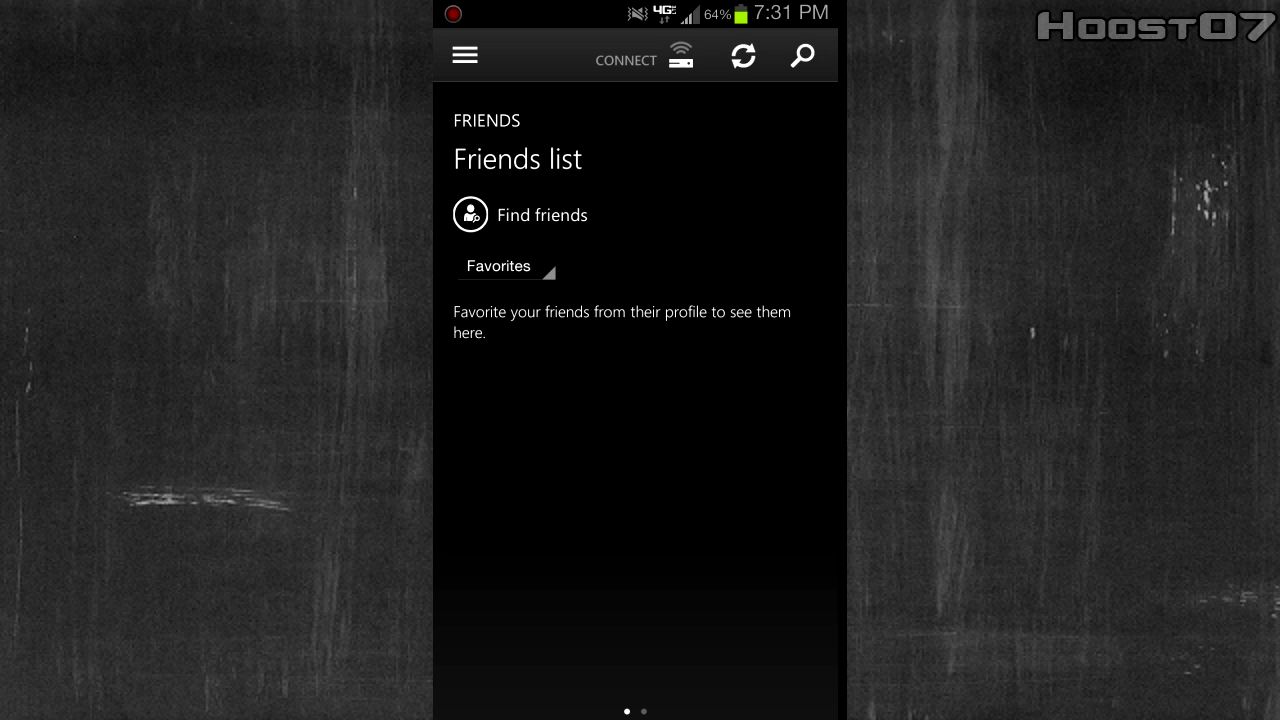 4G LTE 64% 7:31 PM
HOOST07
CONNECT
FRIENDS
Friends list
Find friends
Favorites
Favorite your friends from their profile to see them
here.